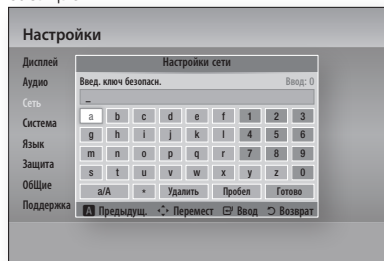 Настройки
Дисплей
Аудио
Сеть
Система
Язык
Защита
Общие
Поддержка
Настройки сети
Введ. ключ безопасн. Ввод: 0
_
a b c d e f 1 2 3
g h i j k l 4 5 6
m n o p q r 7 8 9
s t u v w x y z 0
a/A * Удалить Пробел Готово
A Предыдущ. Перемест Ввод Возврат